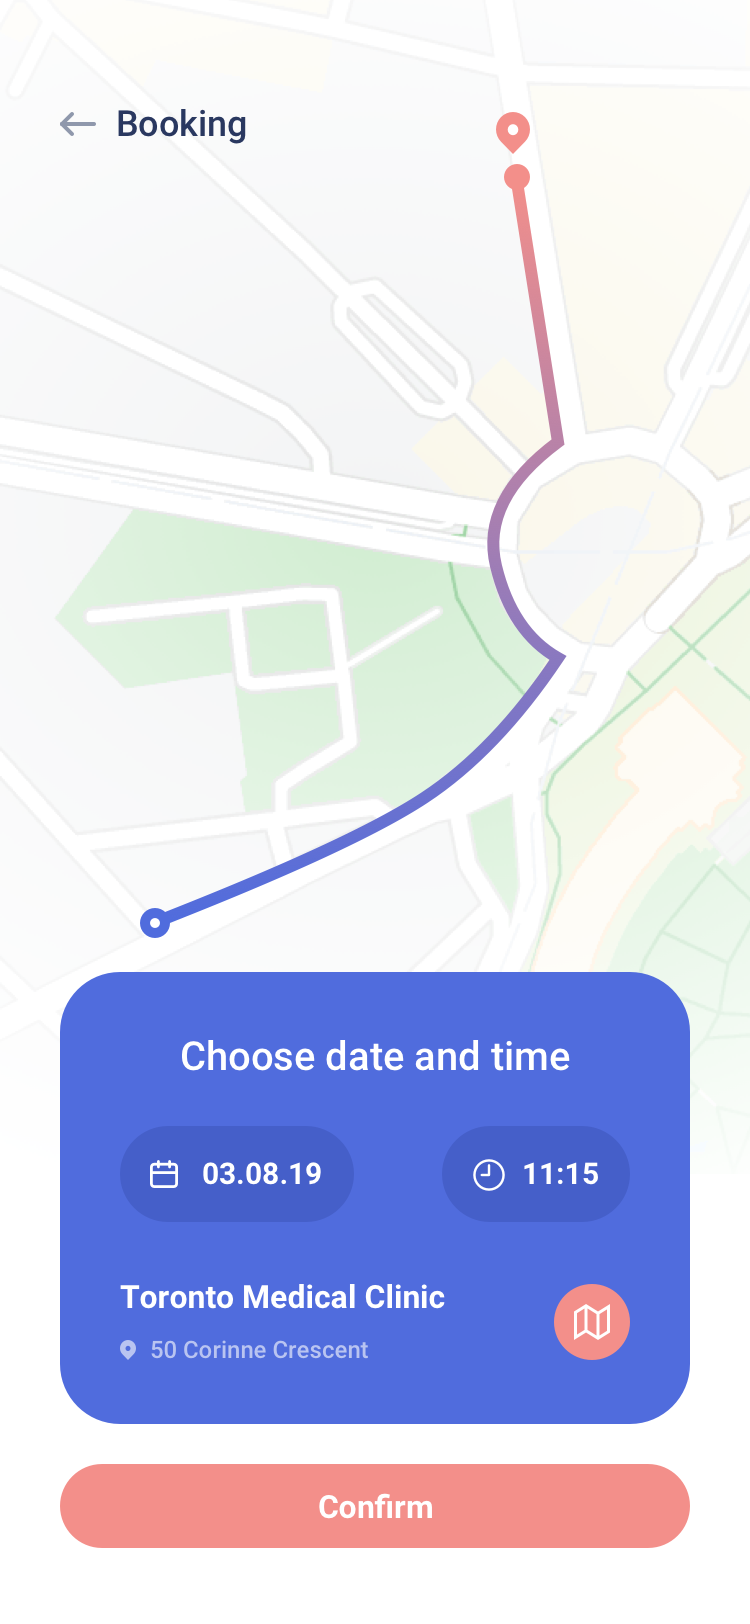 Booking
Choose date and time
03.08.19
11:15
Toronto Medical Clinic
50 Corinne Crescent
Confirm